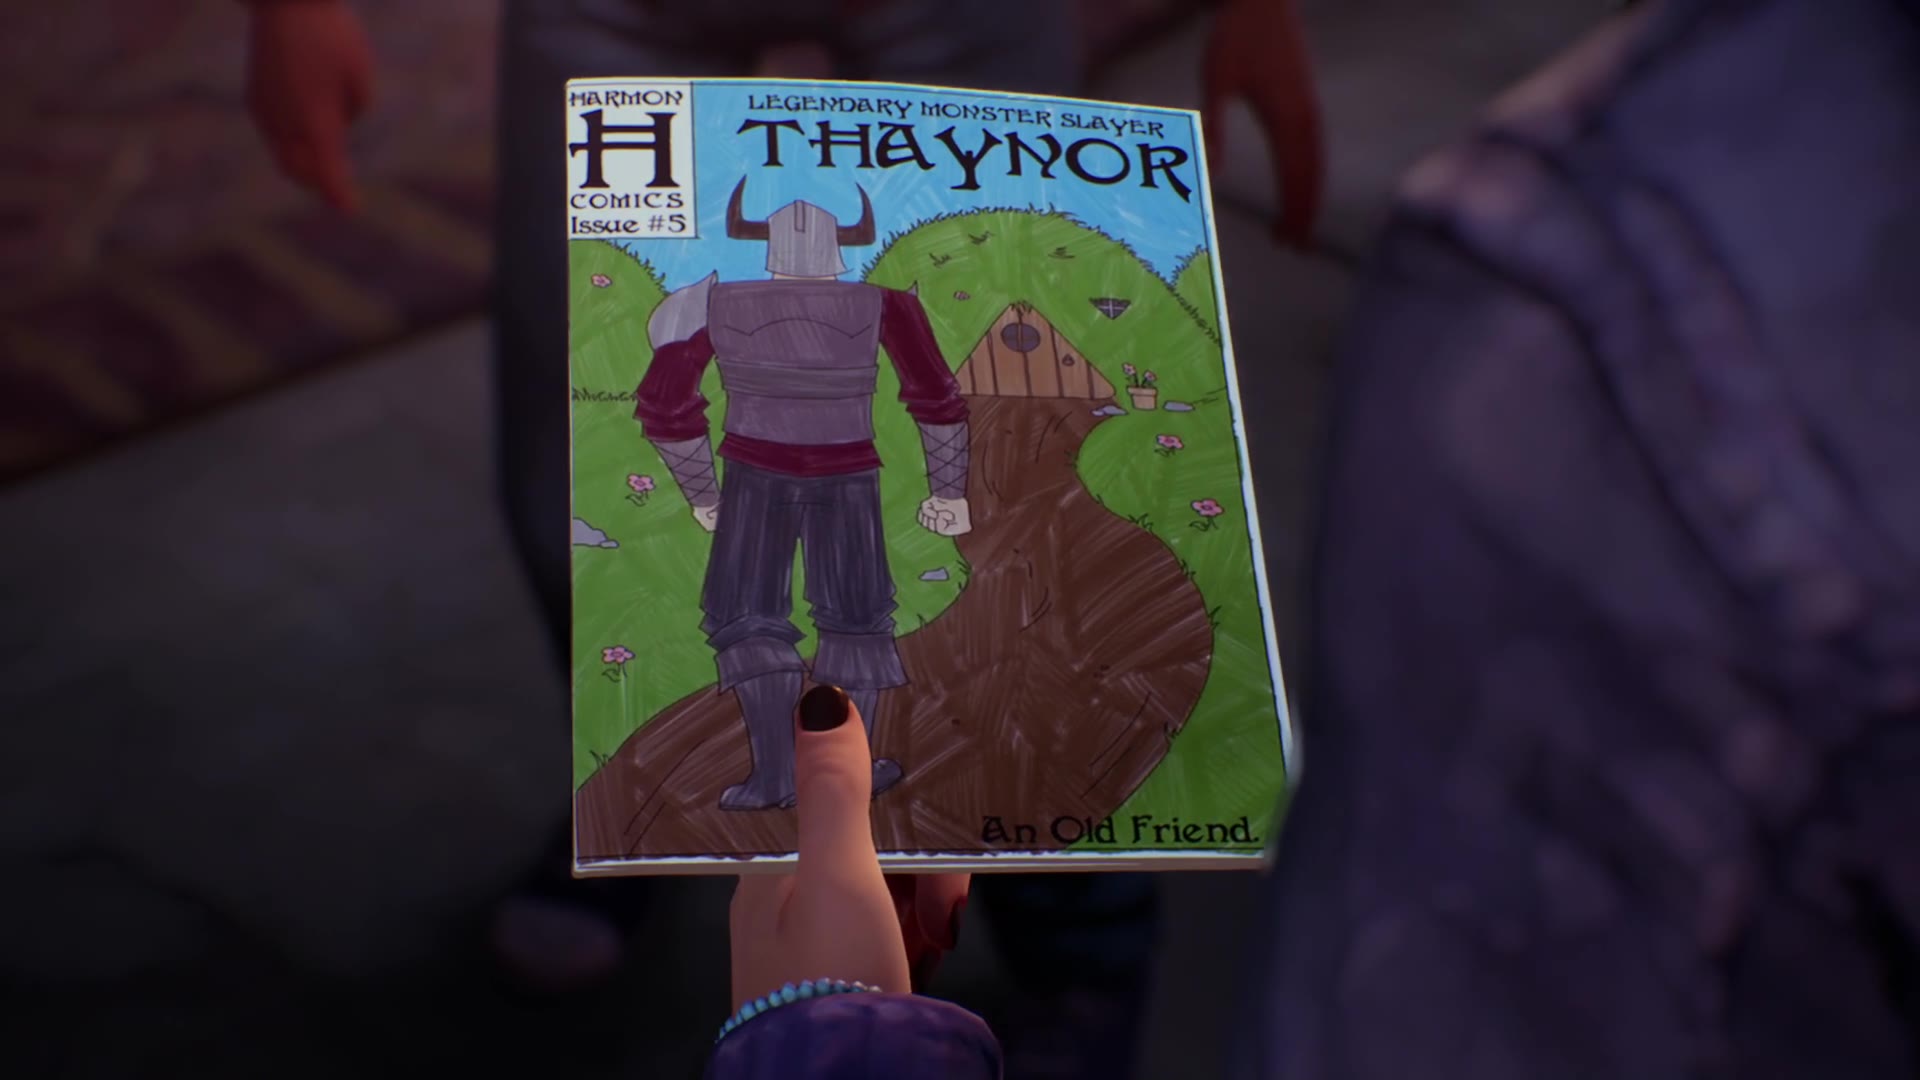 HARMON
H
COMICS
Issue #5
LEGENDARY MONSTER SLAYER
THAYNOR
An Old Friend.